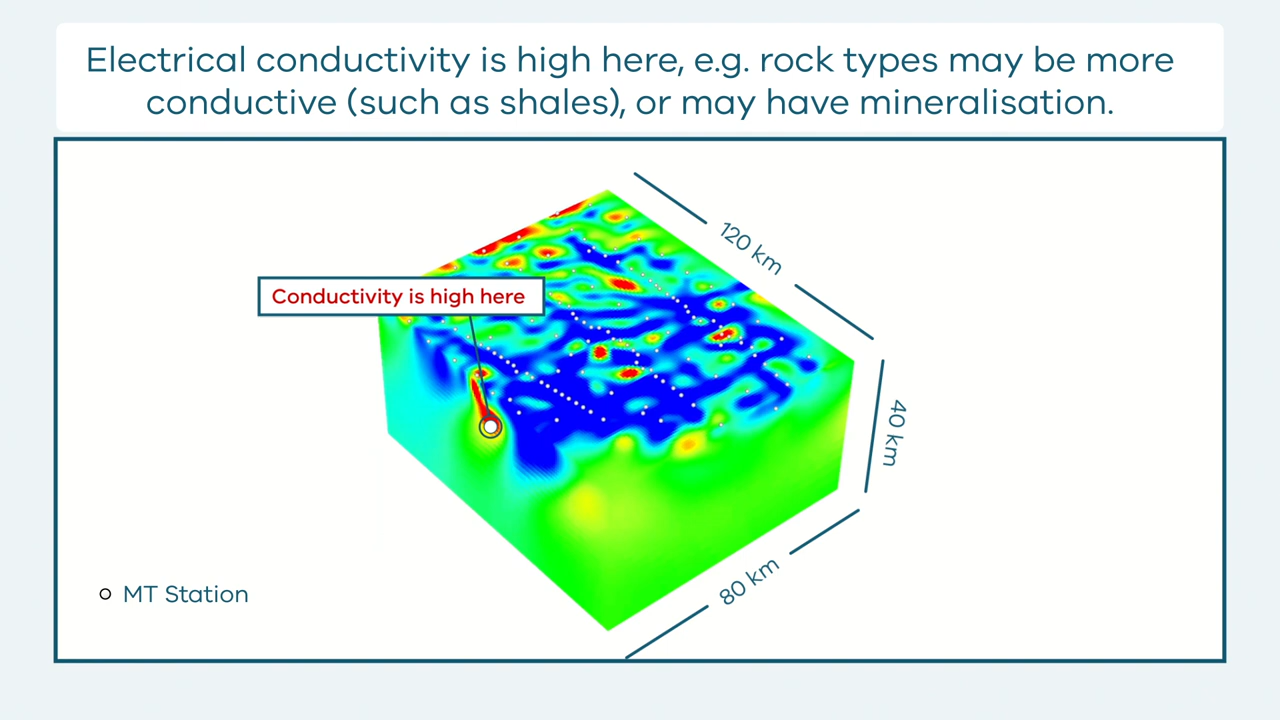 Electrical conductivity is high here, e.g. rock types may be more
conductive (such as shales), or may have mineralisation.
120 km
Conductivity is high here
40 km
80 km
MT Station